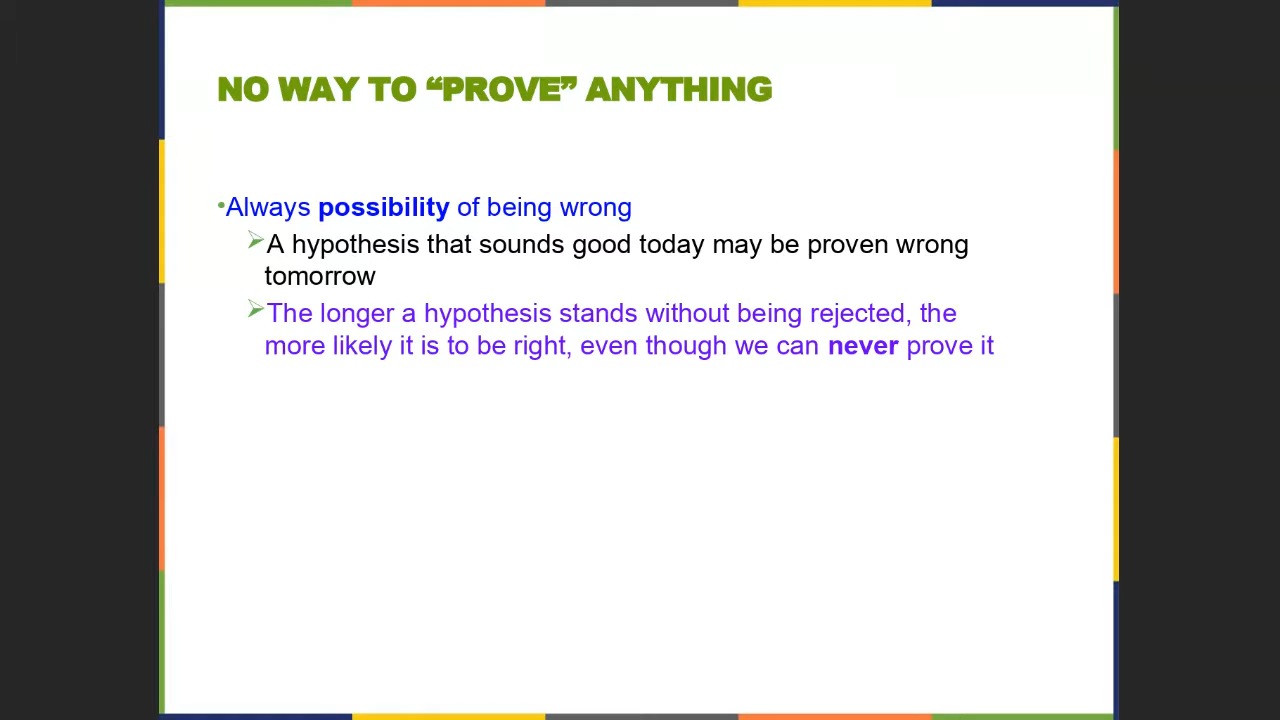 NO WAY TO “PROVE” ANYTHING
•Always possibility of being wrong
➢A hypothesis that sounds good today may be proven wrong
tomorrow
➢The longer a hypothesis stands without being rejected, the
more likely it is to be right, even though we can never prove it